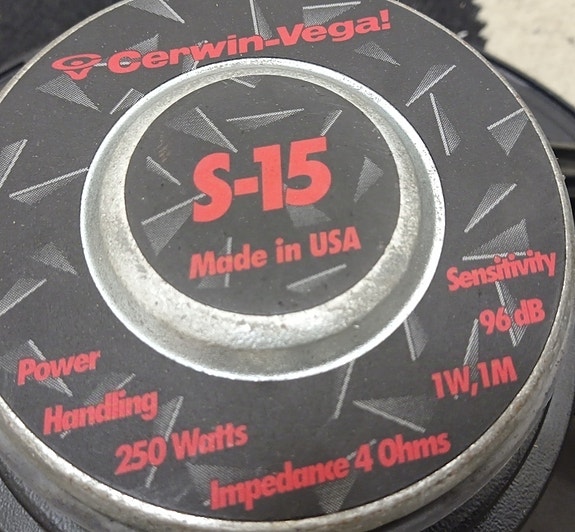 Cerwin-Vega!
S-15
Made in USA
Power
Handling
250 Watts
Impedance 4 Ohms
Sensitivity
96 dB
1W,1M